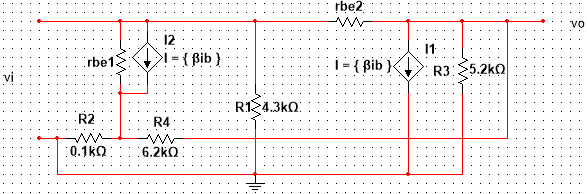 rbe2
vo
I2
I1
rbe1
I = { βib }
I = { βib }
R3
5.2kΩ
vi
R1
4.3kΩ
R2
R4
0.1kΩ
6.2kΩ